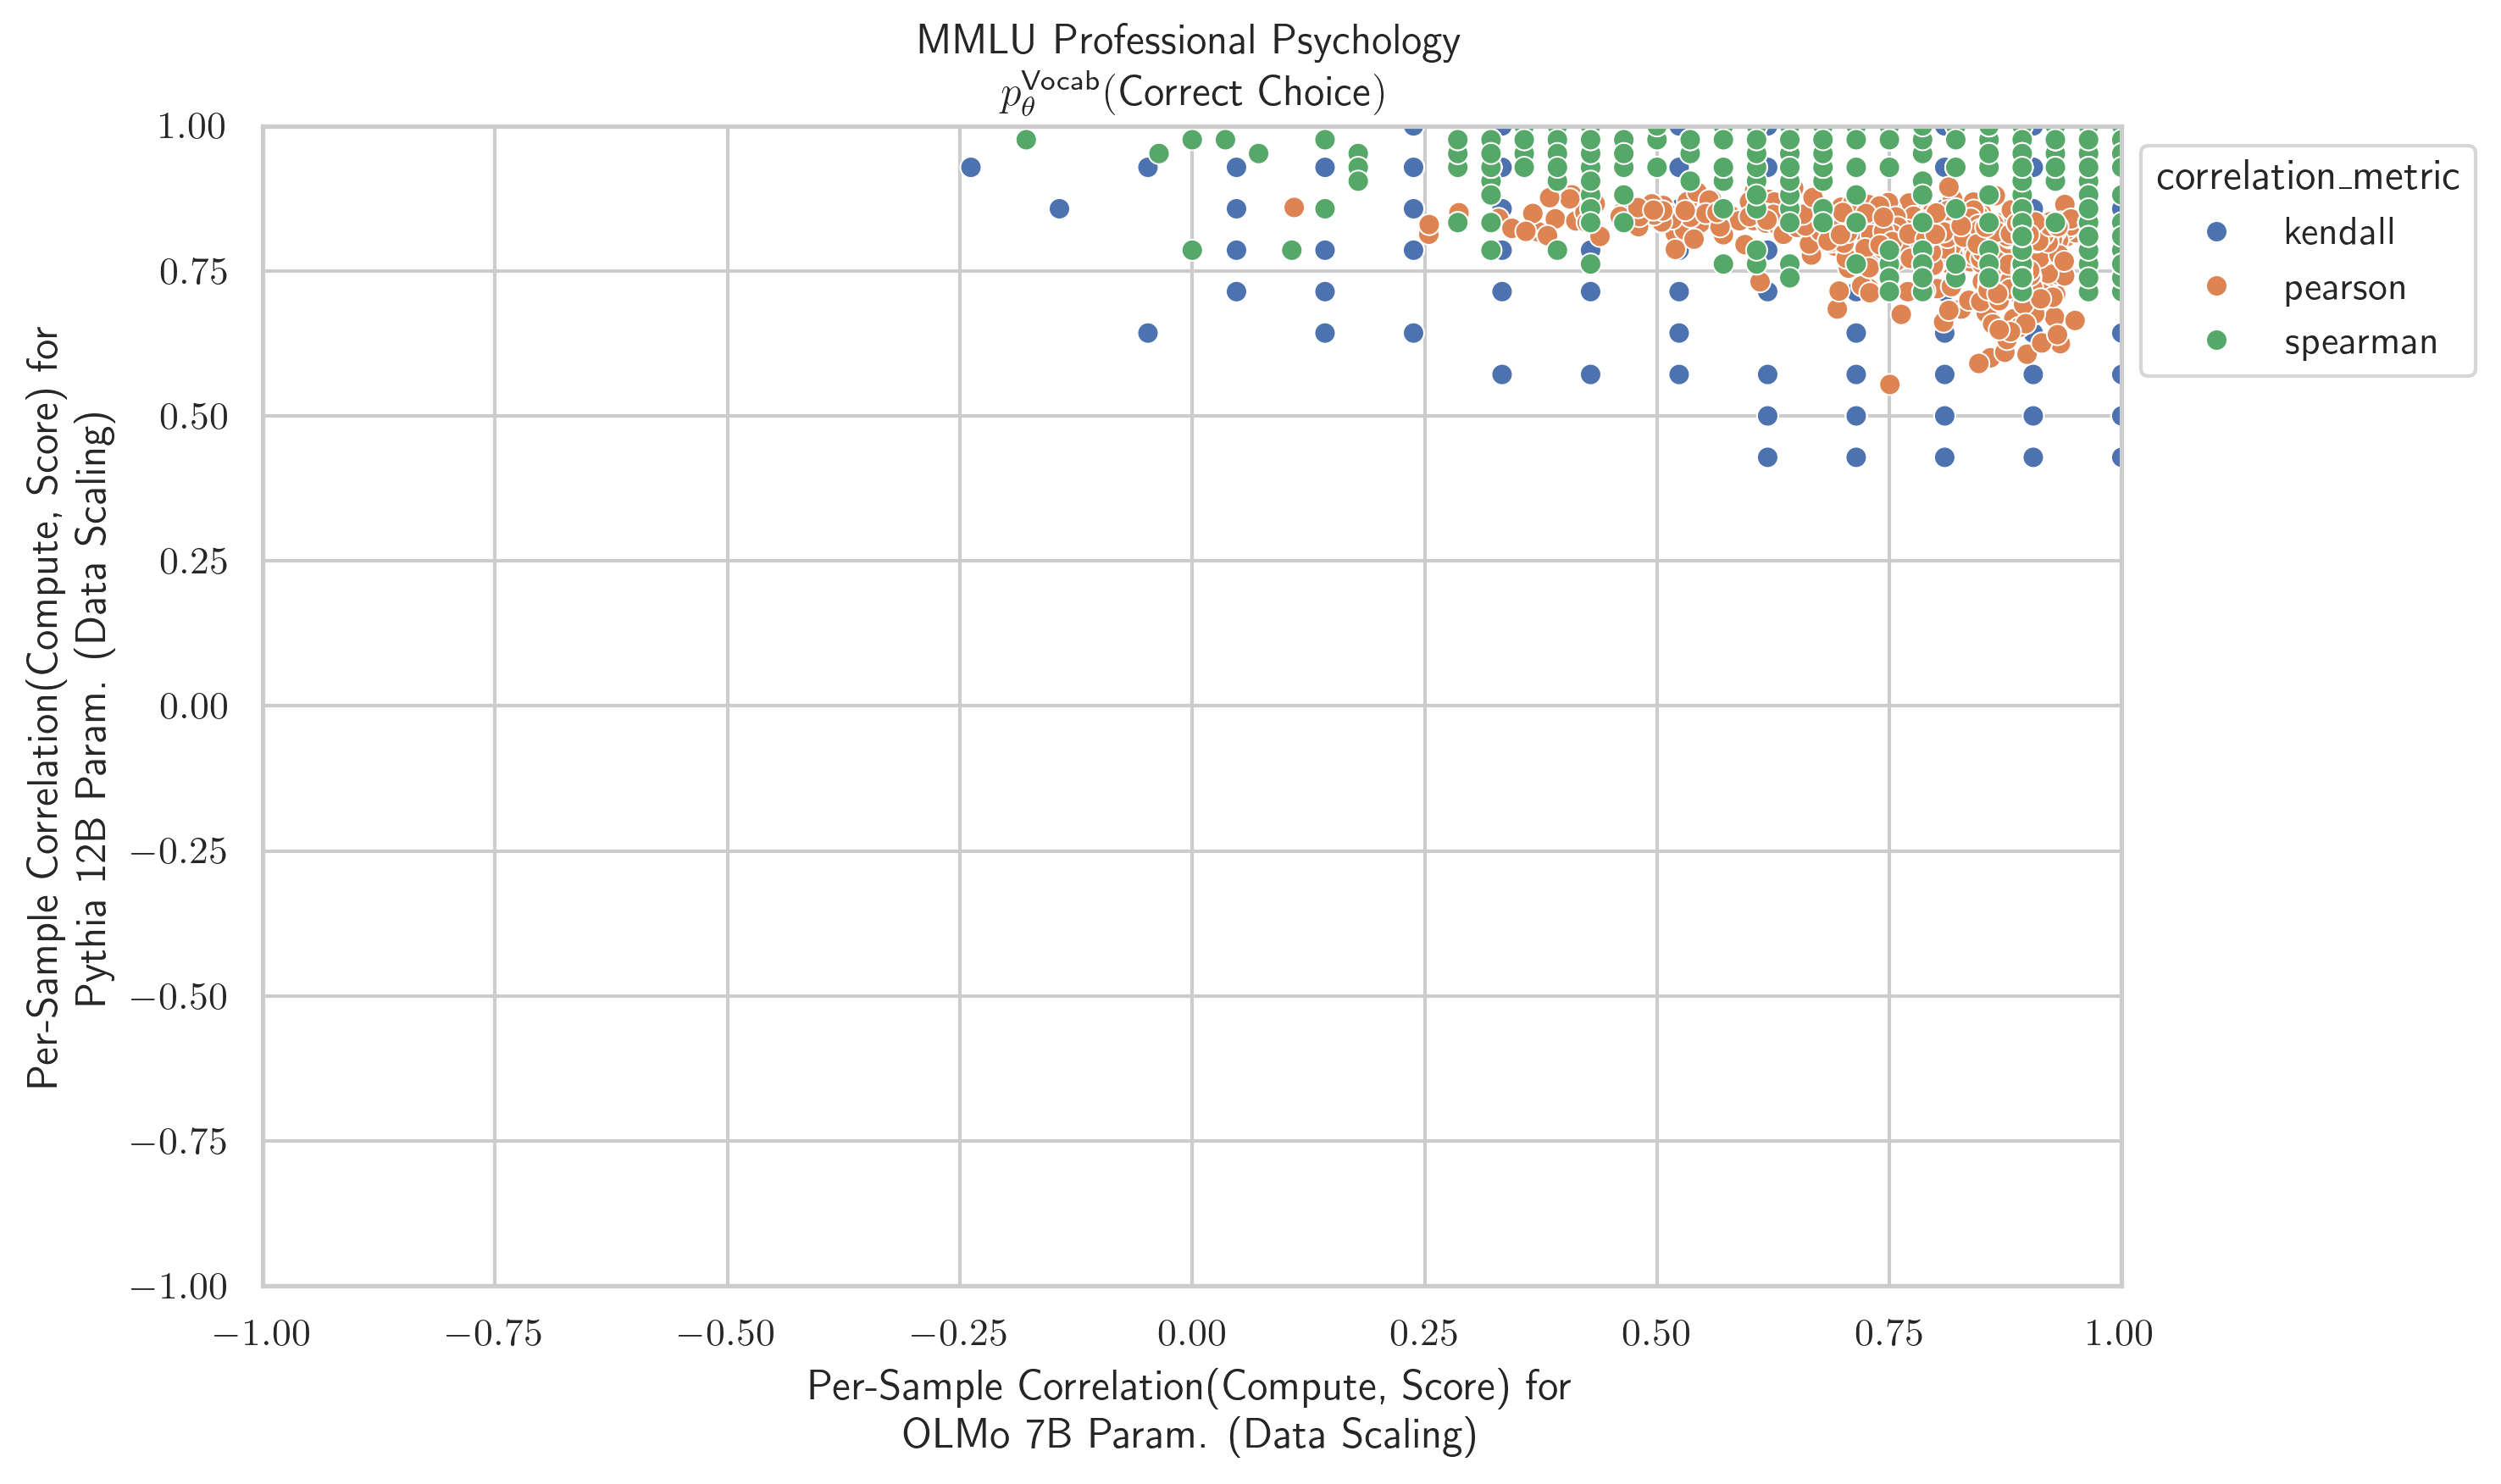 MMLU Professional Psychology
p_θ^Vocab(Correct Choice)
Per-Sample Correlation(Compute, Score) for
Pythia 12B Param. (Data Scaling)
1.00
0.75
0.50
0.25
0.00
−0.25
−0.50
−0.75
−1.00
−1.00
−0.75
−0.50
−0.25
0.00
0.25
0.50
0.75
1.00
Per-Sample Correlation(Compute, Score) for
OLMo 7B Param. (Data Scaling)
correlation_metric
kendall
pearson
spearman